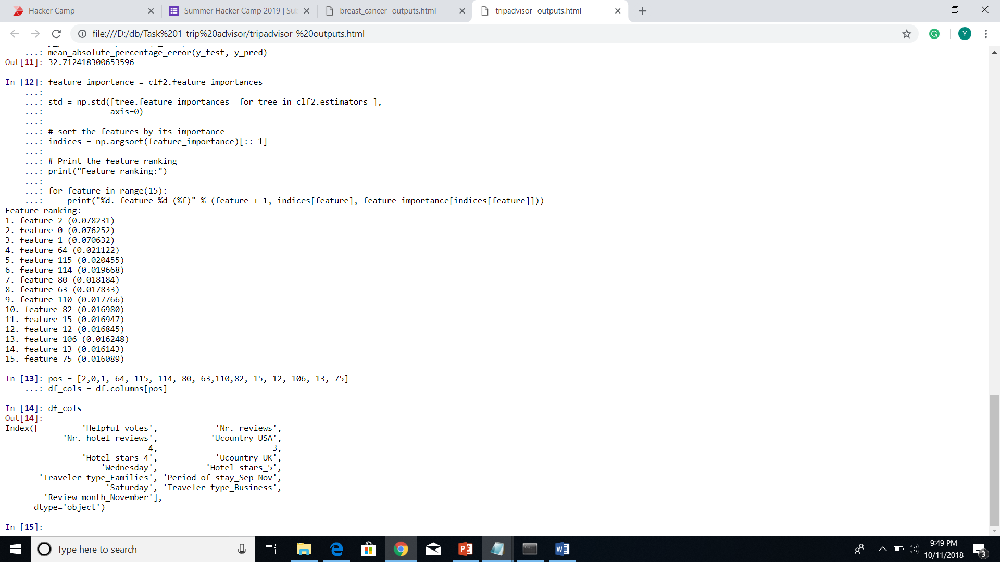 Hacker Camp
Summer Hacker Camp 2019 | Sub
breast_cancer- outputs.html
tripadvisor- outputs.html
file:///D:/db/Task%201-trip%20advisor/tripadvisor-%20outputs.html
Y
...: mean_absolute_percentage_error(y_test, y_pred)
Out[11]: 32.712418300653596
In [12]: feature_importance = clf2.feature_importances_
...:
...: std = np.std([tree.feature_importances_ for tree in clf2.estimators_],
...:              axis=0)
...:
...: # sort the features by its importance
...: indices = np.argsort(feature_importance)[::-1]
...:
...: # Print the feature ranking
...: print("Feature ranking:")
...:
...: for feature in range(15):
...:     print("%d. feature %d (%f)" % (feature + 1, indices[feature], feature_importance[indices[feature]]))
Feature ranking:
1. feature 2 (0.078231)
2. feature 0 (0.076252)
3. feature 1 (0.070632)
4. feature 64 (0.021122)
5. feature 115 (0.020455)
6. feature 114 (0.019668)
7. feature 80 (0.018184)
8. feature 63 (0.017833)
9. feature 110 (0.017766)
10. feature 82 (0.016980)
11. feature 15 (0.016947)
12. feature 12 (0.016845)
13. feature 106 (0.016248)
14. feature 13 (0.016143)
15. feature 75 (0.016089)
In [13]: pos = [2,0,1, 64, 115, 114, 80, 63,110,82, 15, 12, 106, 13, 75]
...: df_cols = df.columns[pos]
In [14]: df_cols
Out[14]:
Index([         'Helpful votes',            'Nr. reviews',
'Nr. hotel reviews',           'Ucountry_USA',
4,                        3,
'Hotel stars_4',            'Ucountry_UK',
'Wednesday',          'Hotel stars_5',
'Traveler type_Families', 'Period of stay_Sep-Nov',
'Saturday', 'Traveler type_Business',
'Review month_November'],
dtype='object')
In [15]:
Type here to search
9:49 PM
10/11/2018
3